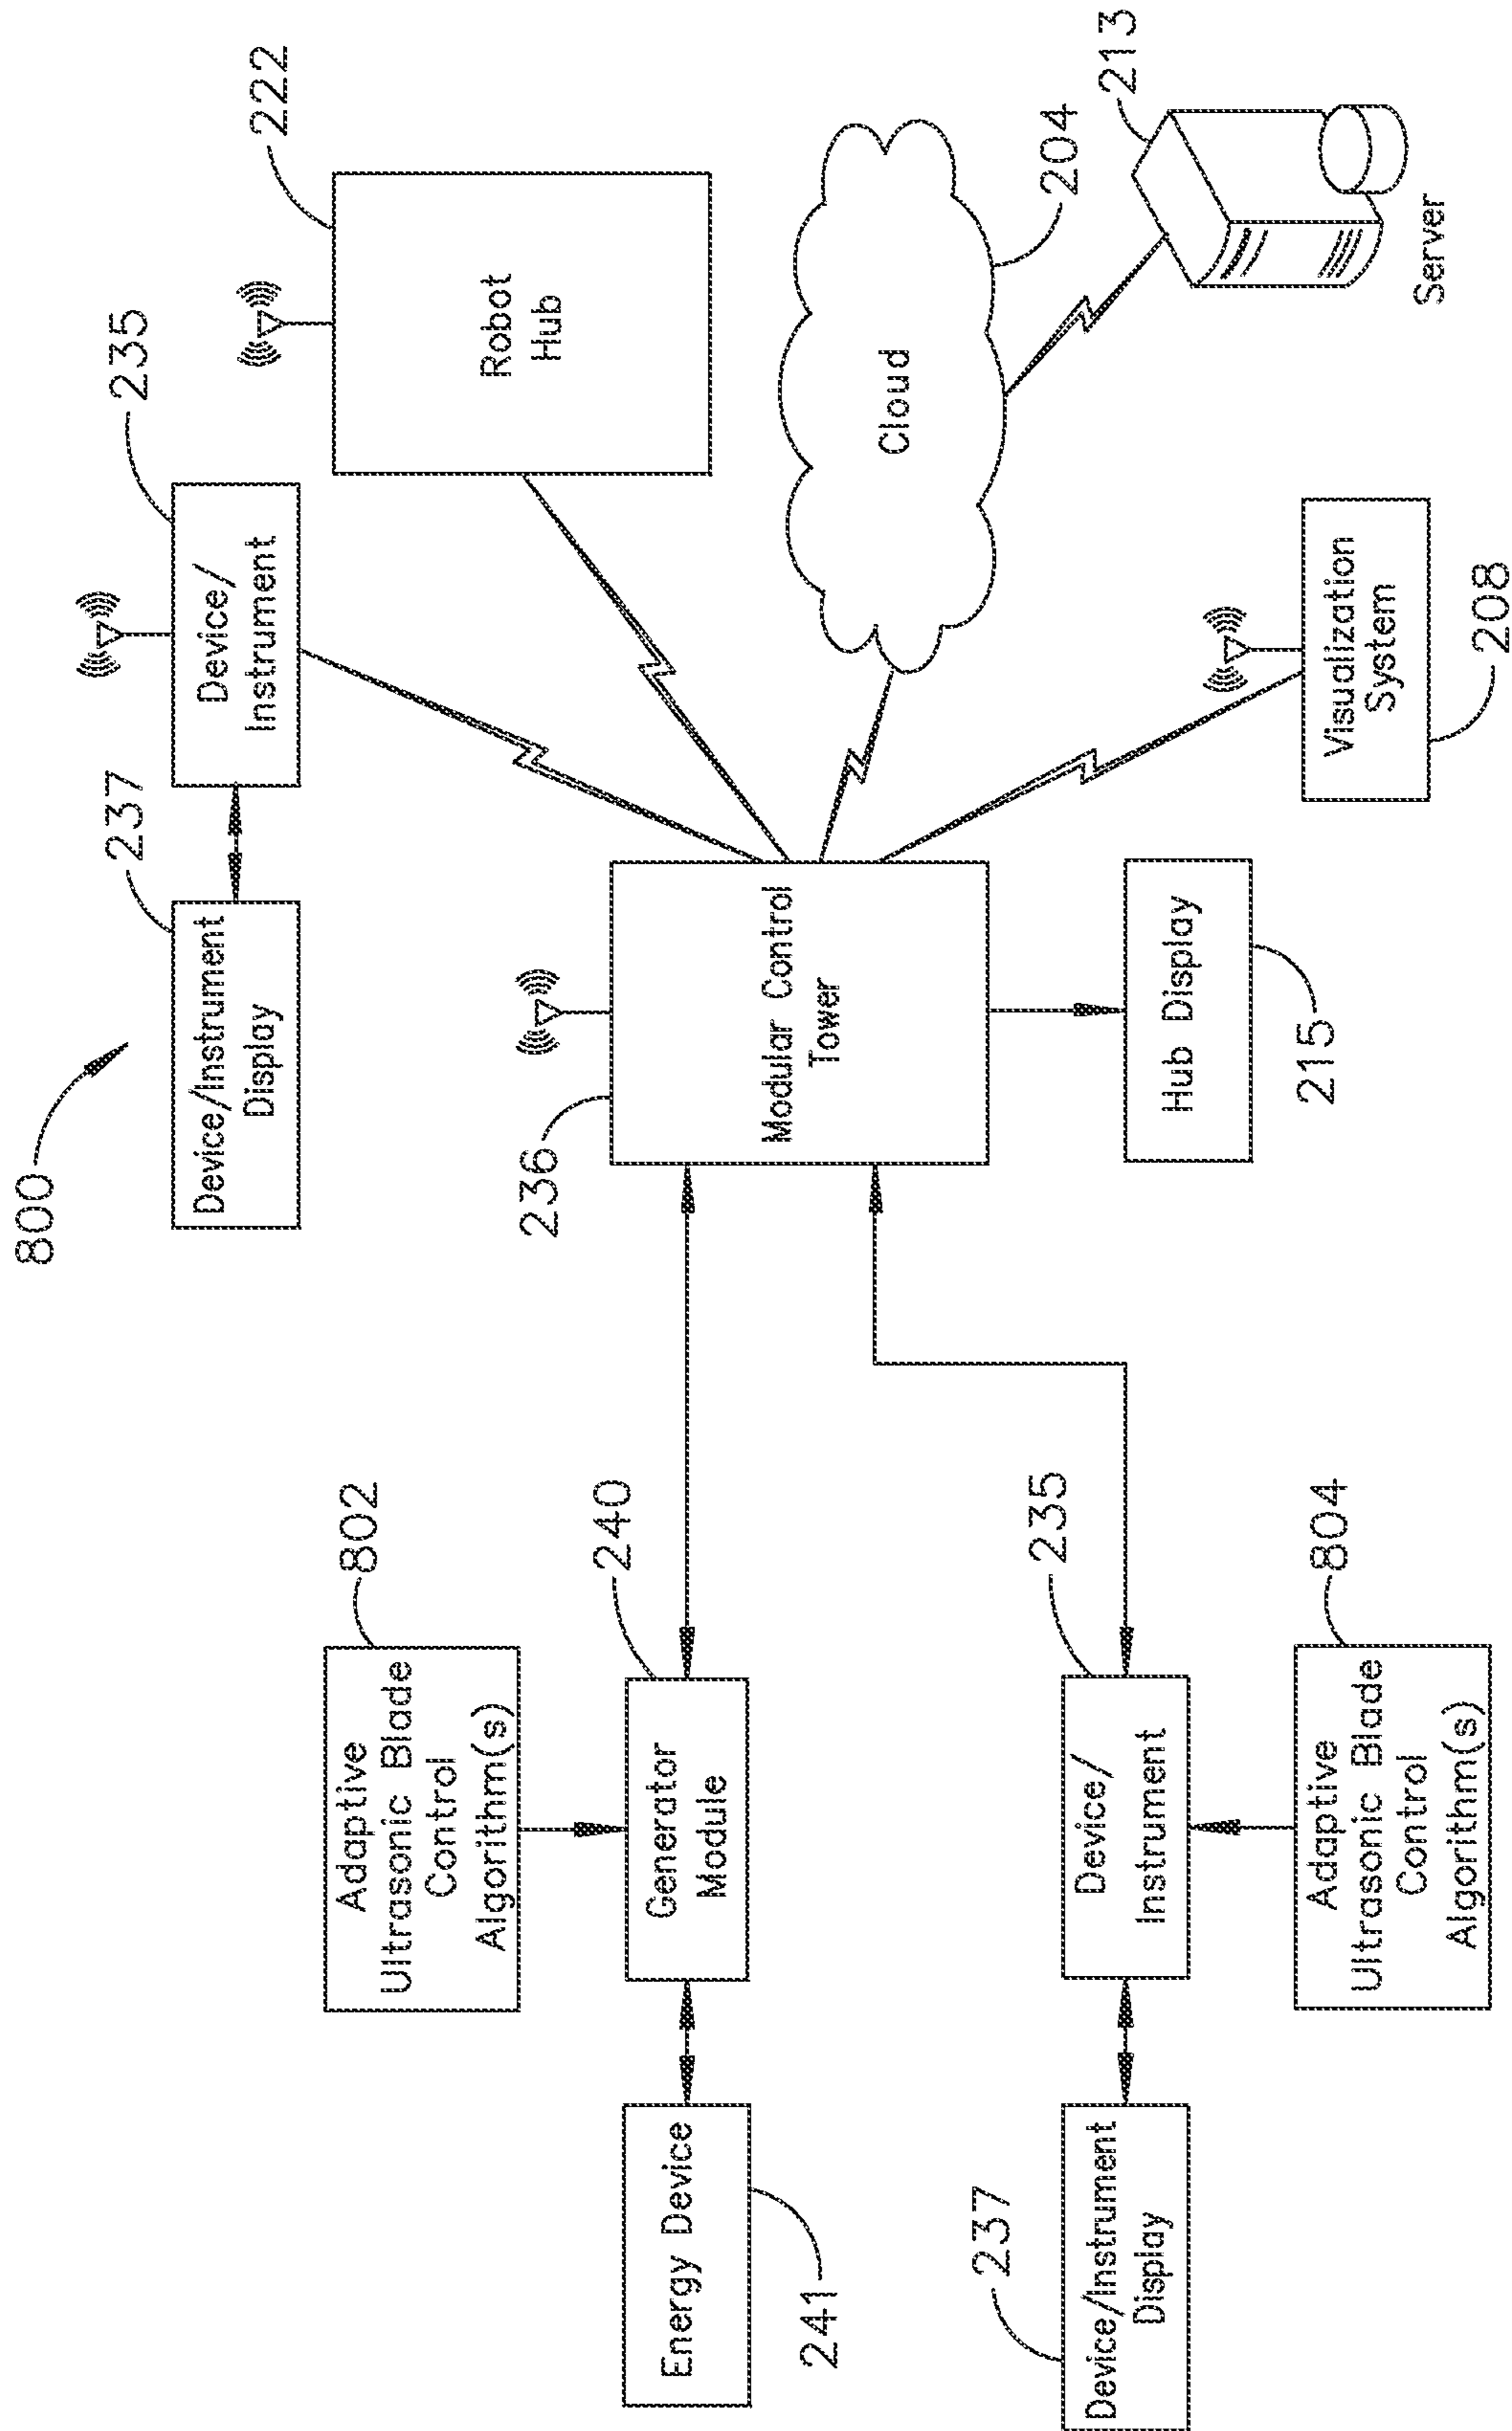 800
237
Device/Instrument
Display
235
Device/
Instrument
222
Robot
Hub
236
Modular Control
Tower
Cloud
204
213
Server
802
Adaptive
Ultrasonic Blade
Control
Algorithm(s)
240
Generator
Module
Energy Device
241
Hub Display
215
Visualization
System
208
235
Device/
Instrument
237
Device/Instrument
Display
804
Adaptive
Ultrasonic Blade
Control
Algorithm(s)